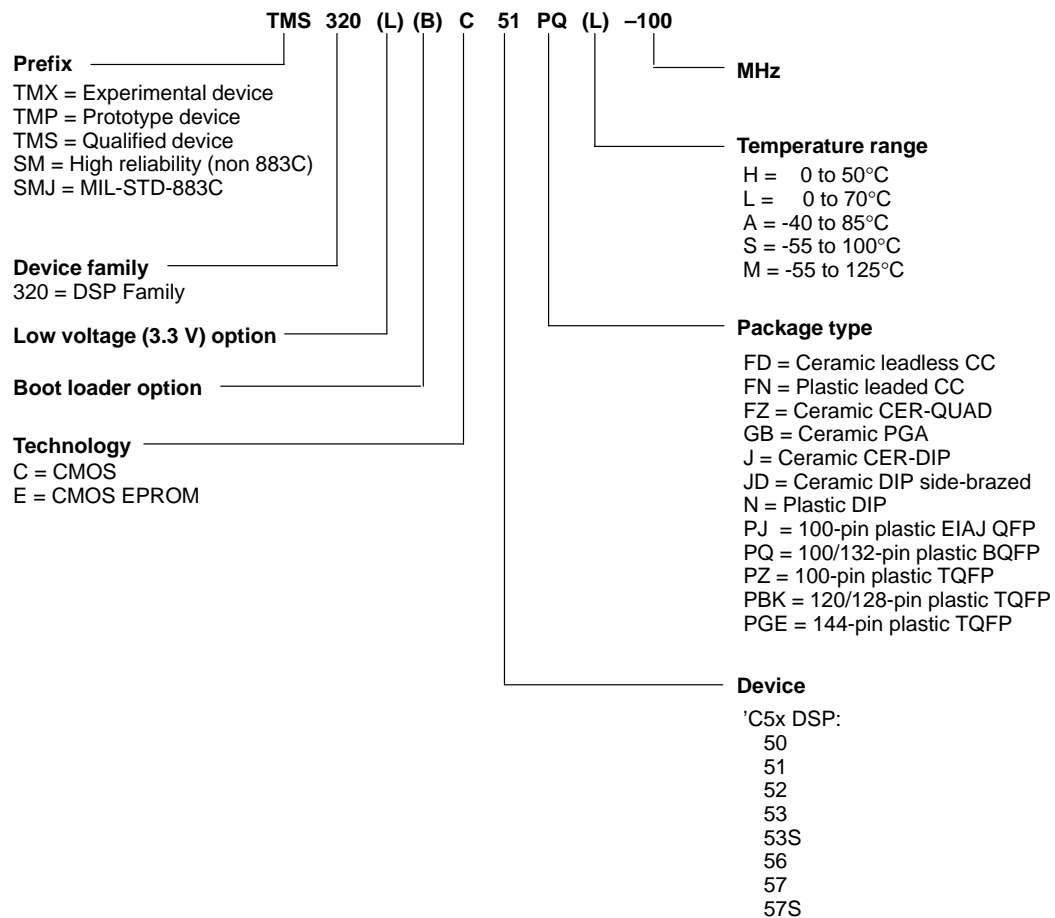 TMS 320 (L) (B) C 51 PQ (L) –100
Prefix
TMX = Experimental device
TMP = Prototype device
TMS = Qualified device
SM = High reliability (non 883C)
SMJ = MIL-STD-883C
Device family
320 = DSP Family
Low voltage (3.3 V) option
Boot loader option
Technology
C = CMOS
E = CMOS EPROM
MHz
Temperature range
H = 0 to 50°C
L = 0 to 70°C
A = -40 to 85°C
S = -55 to 100°C
M = -55 to 125°C
Package type
FD = Ceramic leadless CC
FN = Plastic leaded CC
FZ = Ceramic CER-QUAD
GB = Ceramic PGA
J = Ceramic CER-DIP
JD = Ceramic DIP side-brazed
N = Plastic DIP
PJ = 100-pin plastic EIAJ QFP
PQ = 100/132-pin plastic BQFP
PZ = 100-pin plastic TQFP
PBK = 120/128-pin plastic TQFP
PGE = 144-pin plastic TQFP
Device
’C5x DSP:
50
51
52
53
53S
56
57
57S